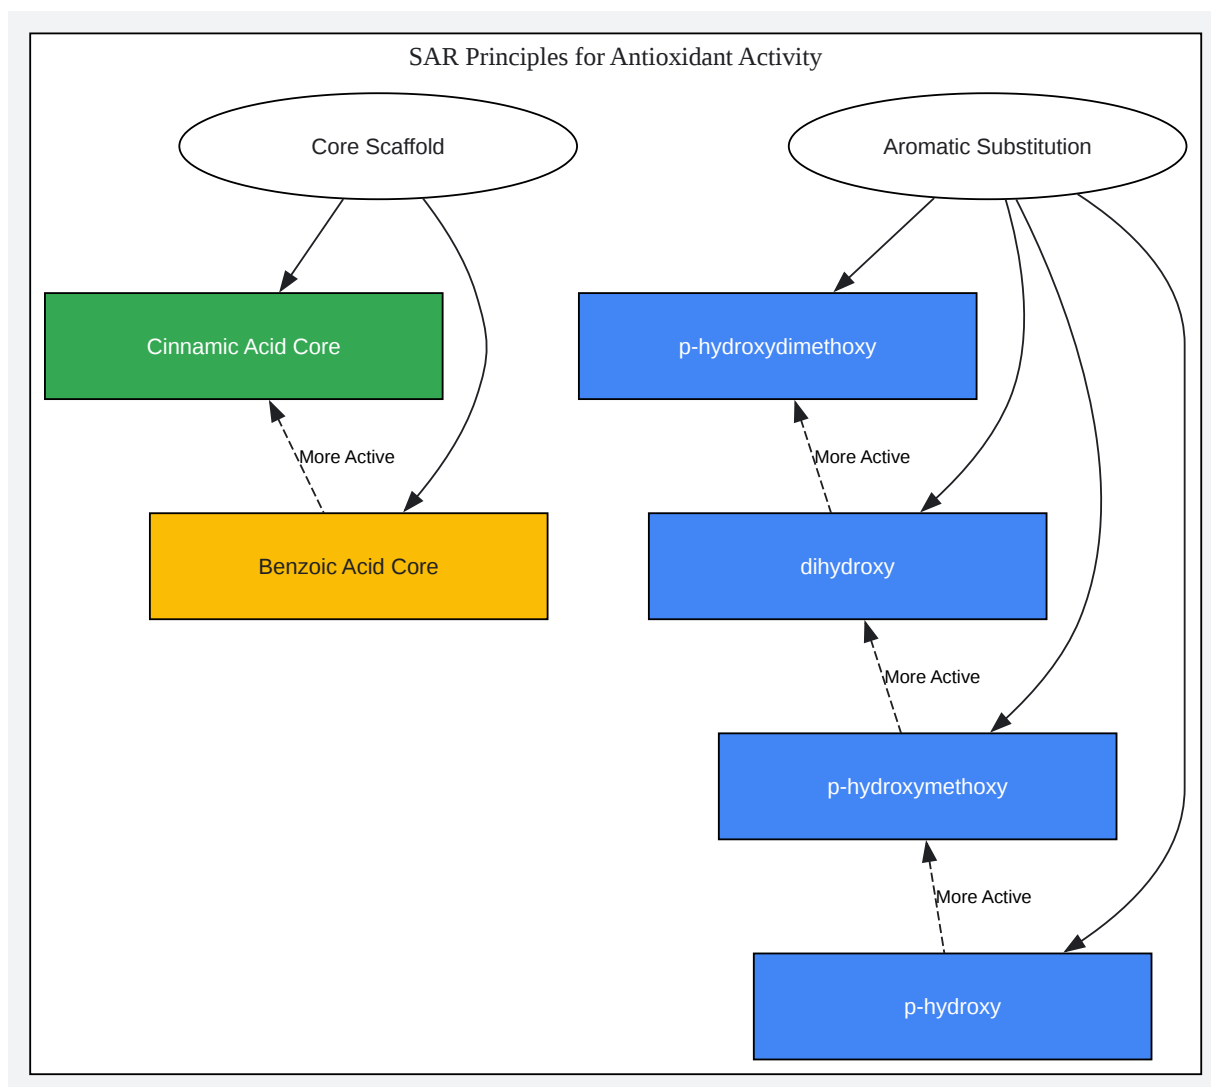 SAR Principles for Antioxidant Activity
Core Scaffold
Aromatic Substitution
Cinnamic Acid Core
p-hydroxydimethoxy
More Active
More Active
Benzoic Acid Core
dihydroxy
More Active
p-hydroxymethoxy
More Active
p-hydroxy